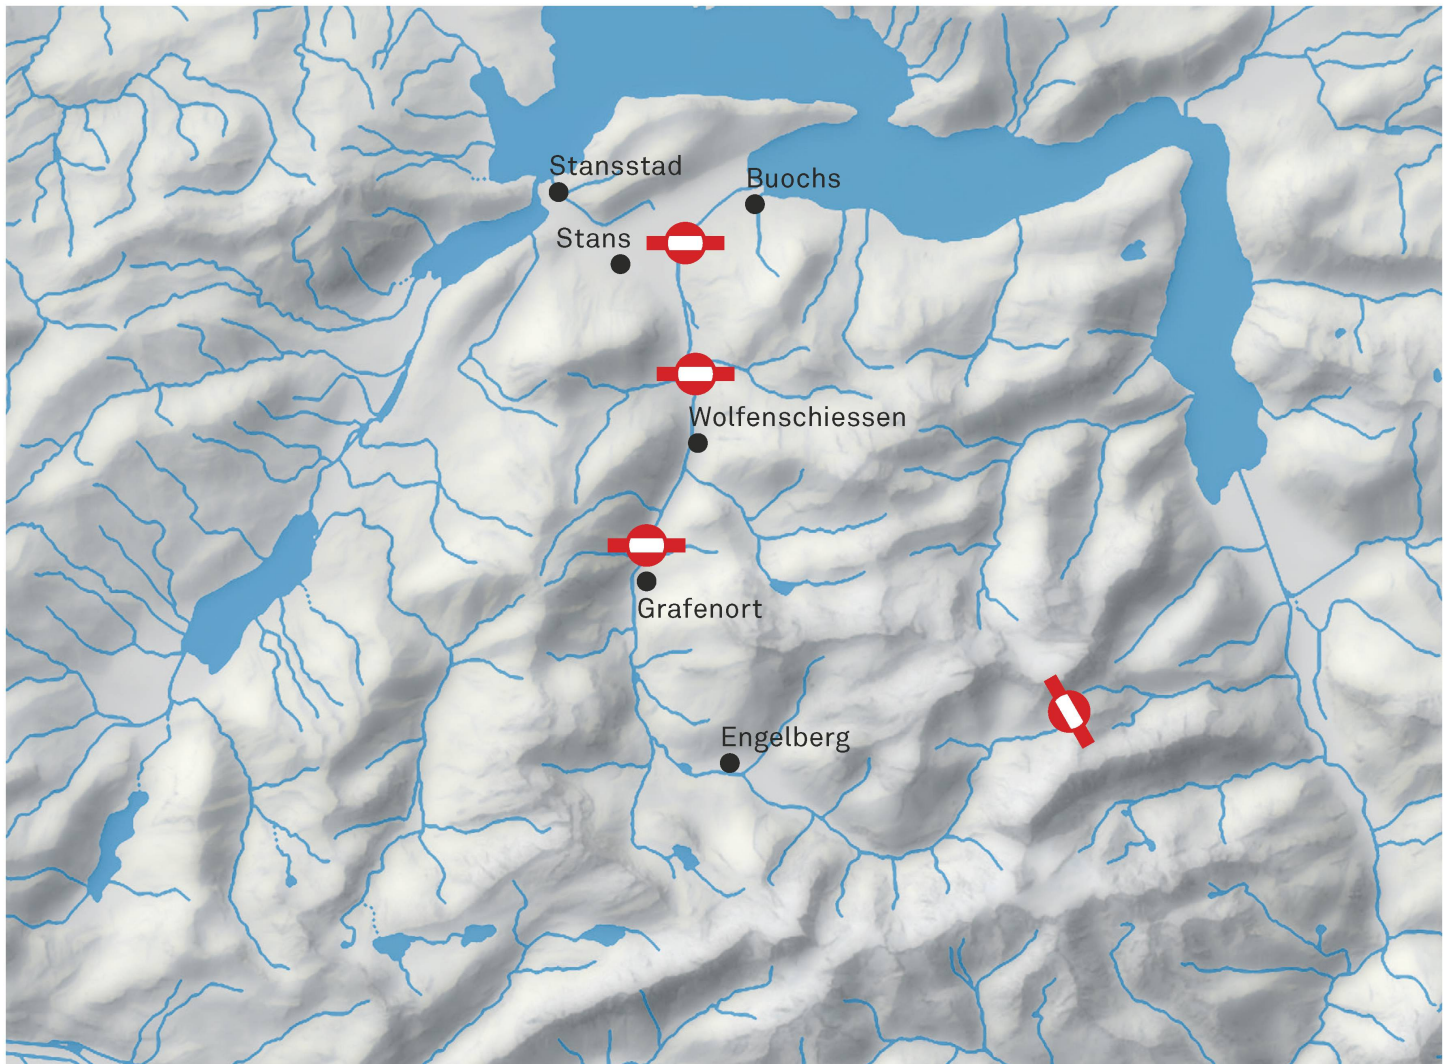 Stansstad
Buochs
Stans
Wolfenschiessen
Grafenort
Engelberg